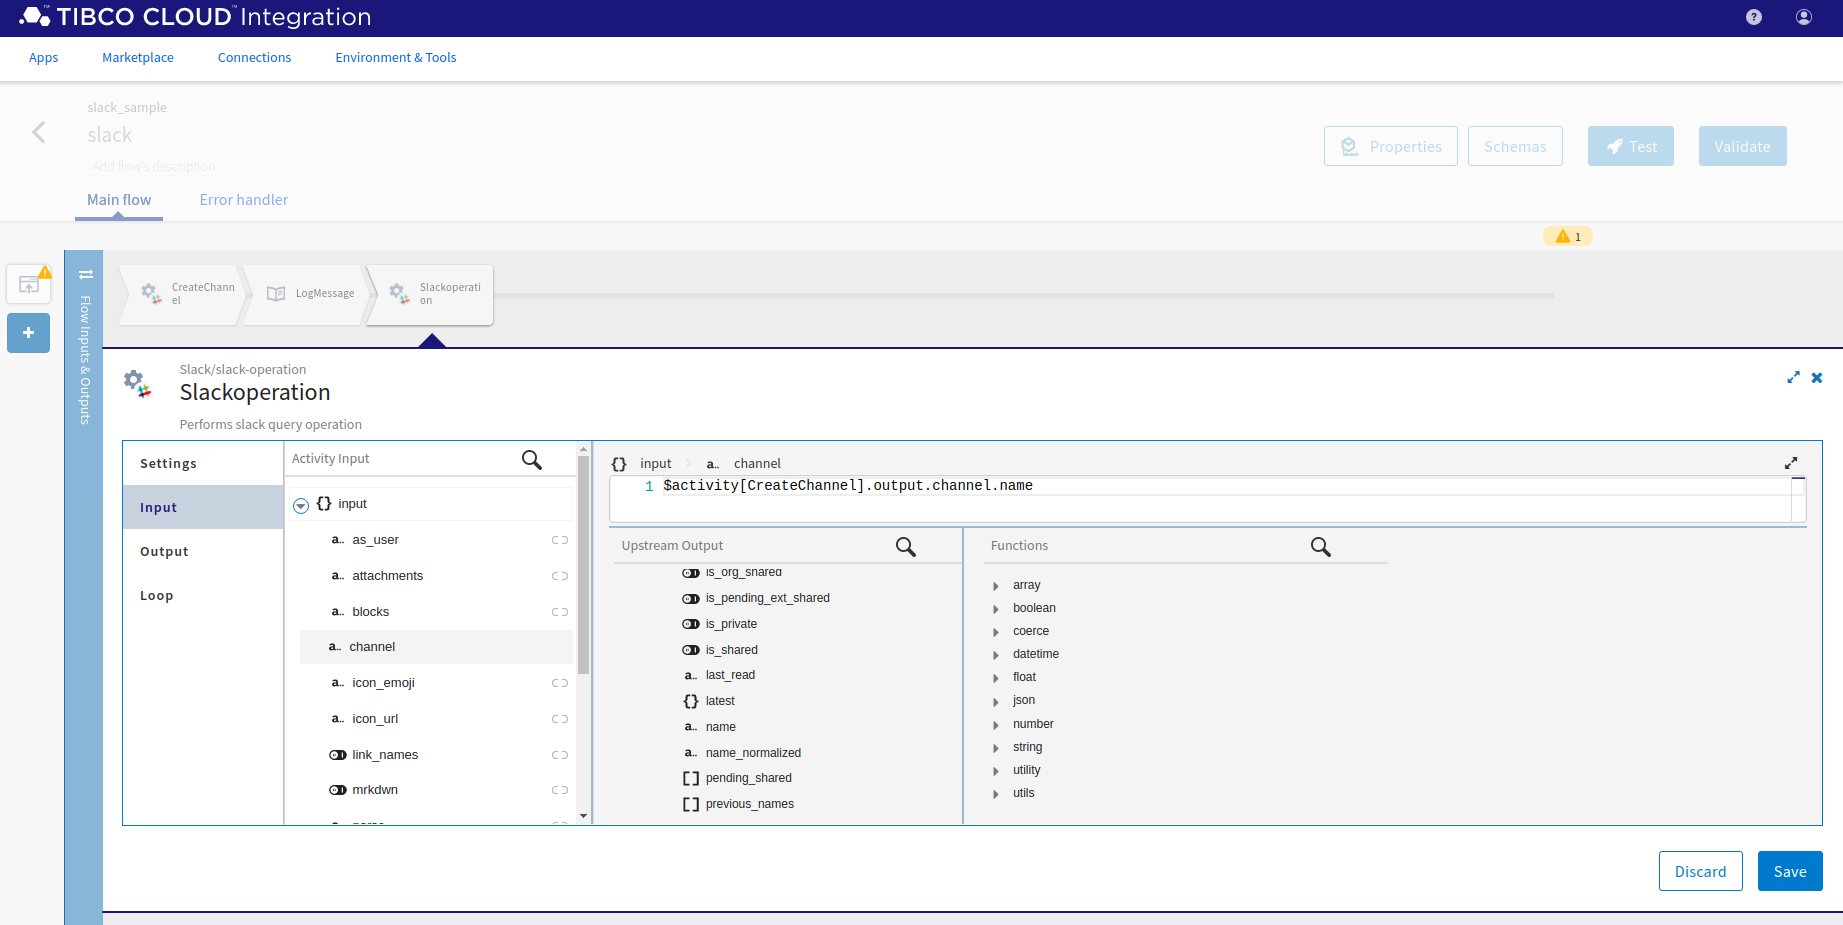 TIBCO CLOUD™ Integration
Apps
Marketplace
Connections
Environment & Tools
slack_sample
slack
Add flow's description
Properties
Schemas
Test
Validate
Main flow
Error handler
1
Flow Inputs & Outputs
CreateChann
el
LogMessage
Slackoperati
on
Slack/slack-operation
Slackoperation
Performs slack query operation
Settings
Input
Output
Loop
Activity Input
{} input
a.. as_user
a.. attachments
a.. blocks
a.. channel
a.. icon_emoji
a.. icon_url
link_names
mrkdwn
{} input
a.. channel
1 $activity[CreateChannel].output.channel.name
Upstream Output
is_org_shared
is_pending_ext_shared
is_private
is_shared
a.. last_read
{} latest
a.. name
a.. name_normalized
[] pending_shared
[] previous_names
Functions
array
boolean
coerce
datetime
float
json
number
string
utility
utils
Discard
Save